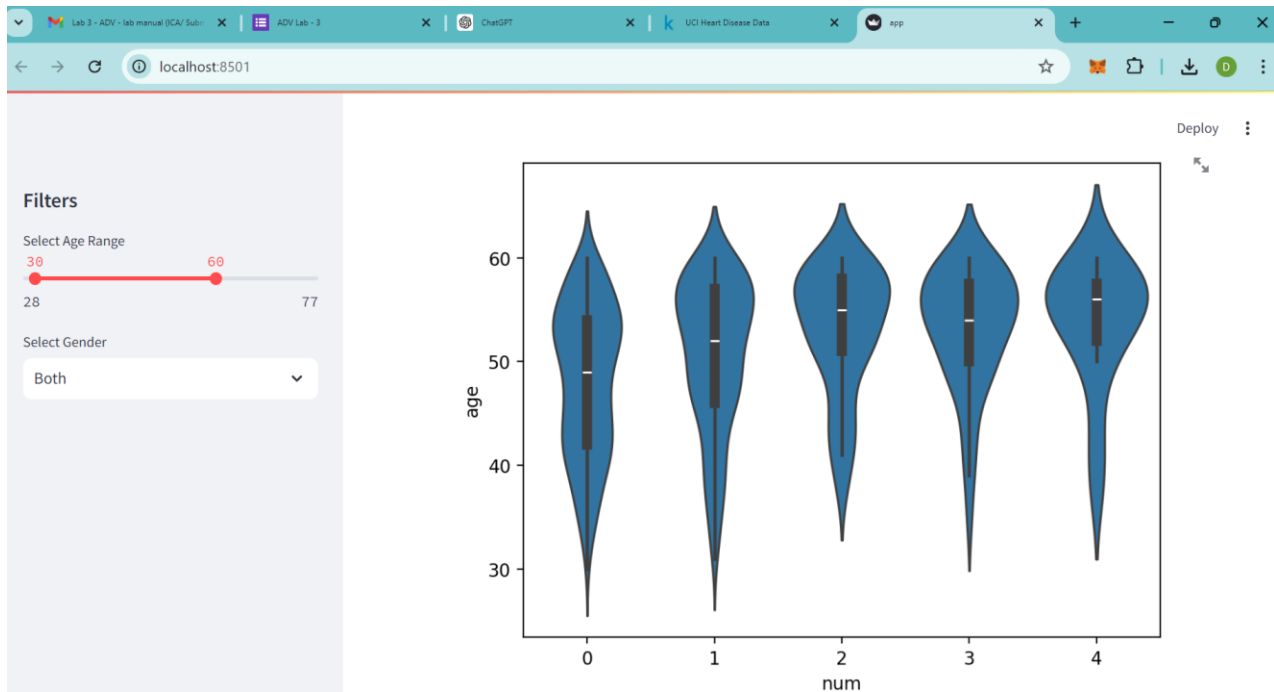 Lab 3 - ADV - lab manual (ICA/ Subr
ADV Lab - 3
ChatGPT
UCI Heart Disease Data
app
localhost:8501
D
Deploy
Filters
Select Age Range
30 60
28 77
Select Gender
Both
60
50
40
30
age
0 1 2 3 4
num